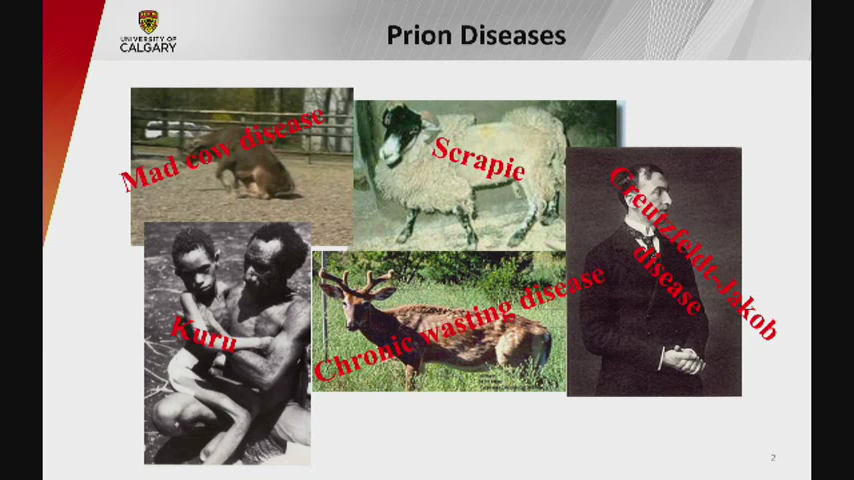 UNIVERSITY OF
CALGARY
Prion Diseases
Mad cow disease
Scrapie
Creutzfeldt-Jakob
disease
Kuru
Chronic wasting disease
2